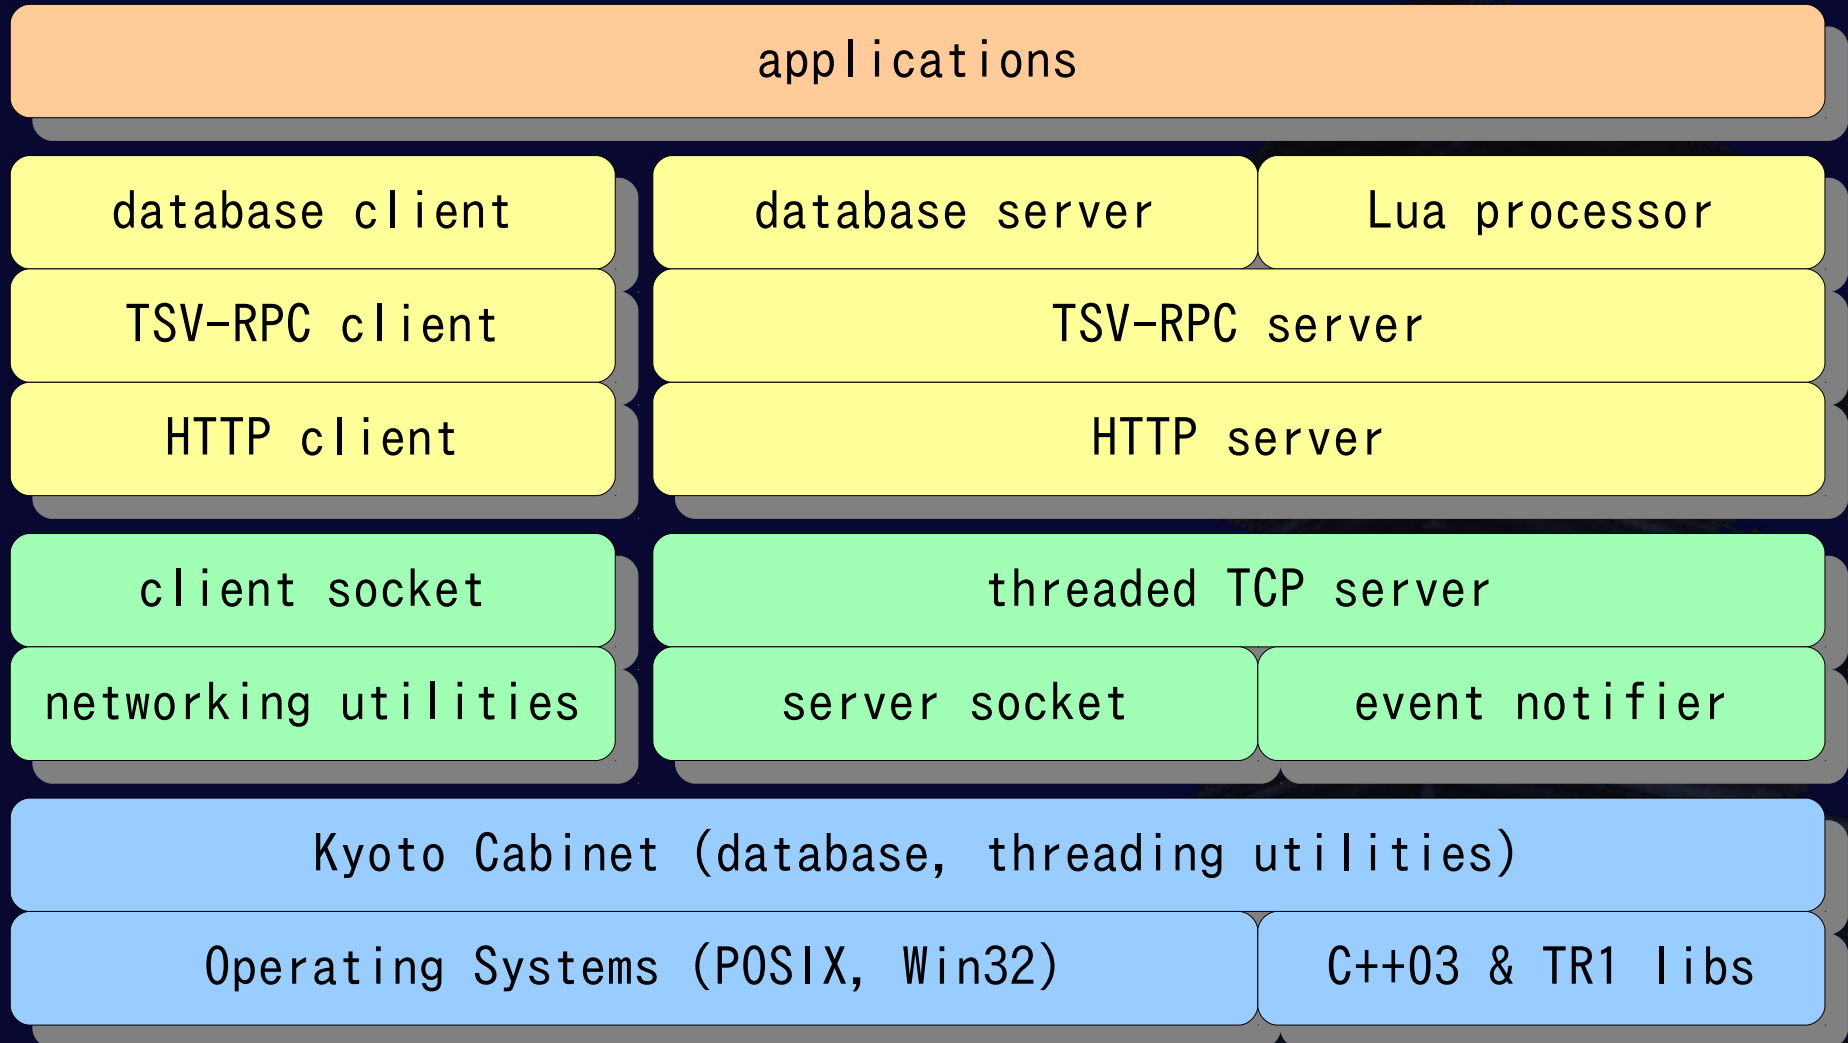 applications
database client
database server
Lua processor
TSV-RPC client
TSV-RPC server
HTTP client
HTTP server
client socket
threaded TCP server
networking utilities
server socket
event notifier
Kyoto Cabinet (database, threading utilities)
Operating Systems (POSIX, Win32)
C++03 & TR1 libs